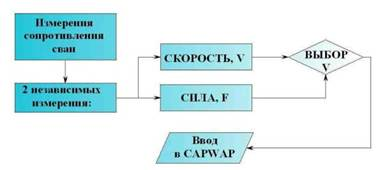 Измерения
сопротивления
сваи
2 независимых
измерения:
СКОРОСТЬ, V
СИЛА, F
ВЫБОР
V
Ввод
в CAPWAP